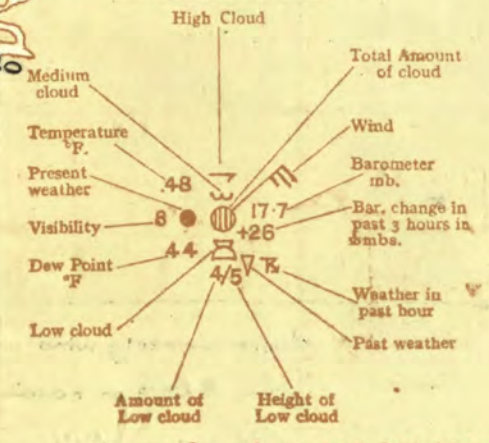 High Cloud
Total Amount
of cloud
Medium
cloud
Wind
Temperature
°F.
48
Barometer
mb.
Present
weather
17.7
Bar. change in
past 3 hours in
mbs.
Visibility
8
+26
Dew Point
°F
44
4/5
Weather in
past hour
Low cloud
Past weather
Amount of
Low cloud
Height of
Low cloud